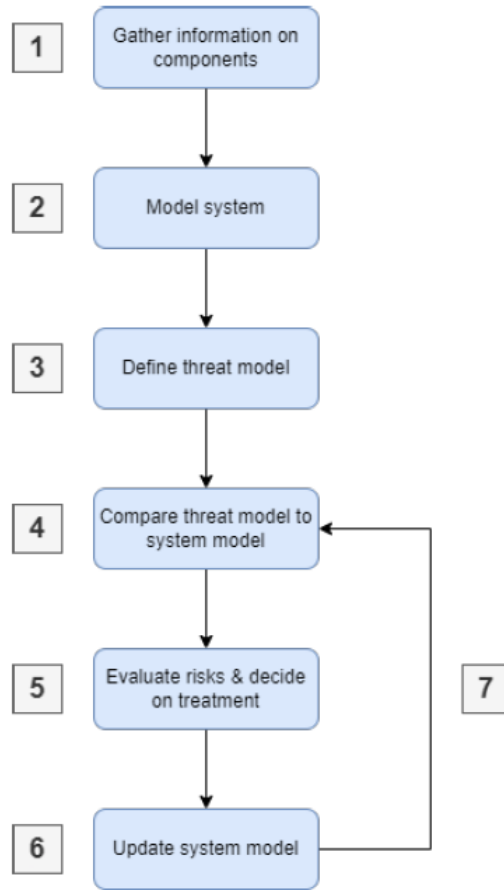 1
Gather information on
components
2
Model system
3
Define threat model
4
Compare threat model to
system model
5
Evaluate risks & decide
on treatment
7
6
Update system model